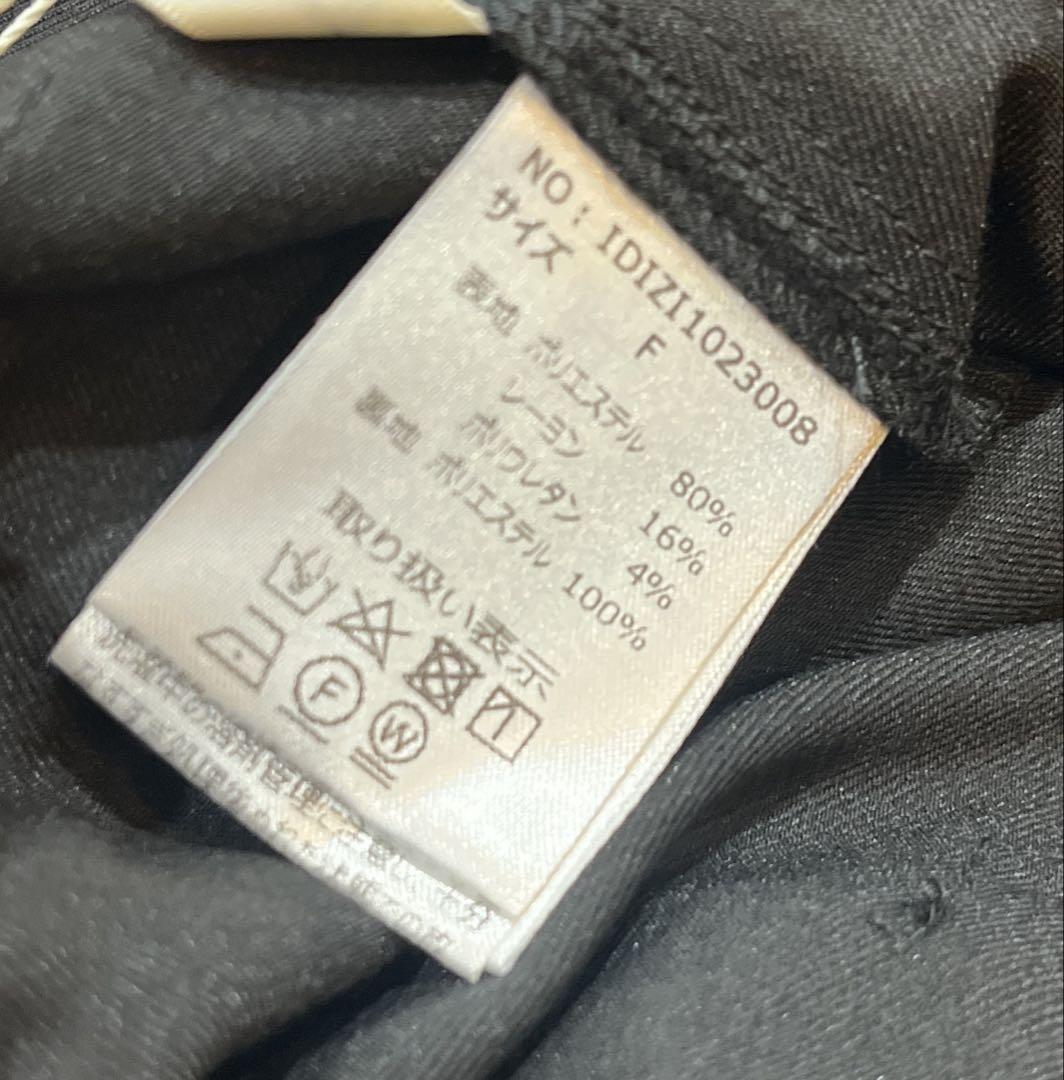 NO：IDIZI1023008
サイズ F
表地 ポリエステル 80%
レーヨン 16%
ポリウレタン 4%
裏地 ポリエステル 100%
取り扱い表示
F W